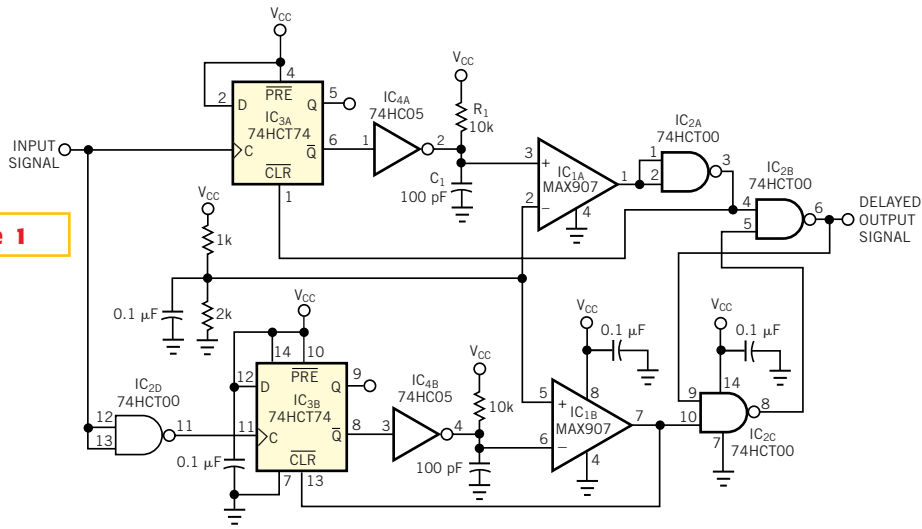 VCC
VCC
4
PRE
2
D
Q
5
IC3A
74HCT74
IC4A
74HC05
R1
10k
INPUT
SIGNAL
C
Q
6
1
2
CLR
1
C1
100 pF
3
+
IC1A
MAX907
2
–
4
1
IC2A
74HCT00
1
2
3
IC2B
74HCT00
4
5
6
DELAYED
OUTPUT
SIGNAL
e 1
VCC
1k
0.1 µF
2k
VCC
14
10
PRE
12
D
Q
9
IC3B
74HCT74
IC2D
74HCT00
12
13
11
11
C
Q
8
CLR
7
13
0.1 µF
IC4B
74HC05
3
4
VCC
10k
100 pF
VCC
0.1 µF
8
5
+
IC1B
MAX907
6
–
4
7
VCC
0.1 µF
14
9
10
8
7
IC2C
74HCT00